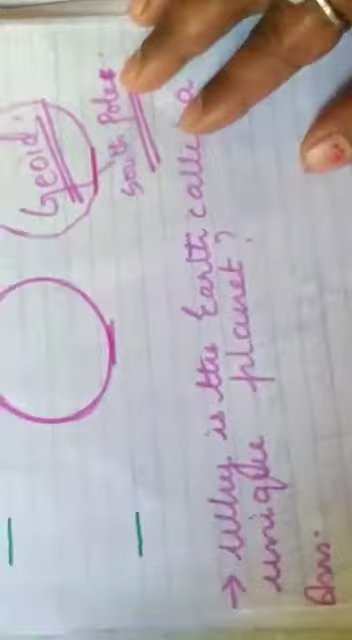 Geoid.
South Pole.
→ Why is the Earth called a
unique planet?
Ans.